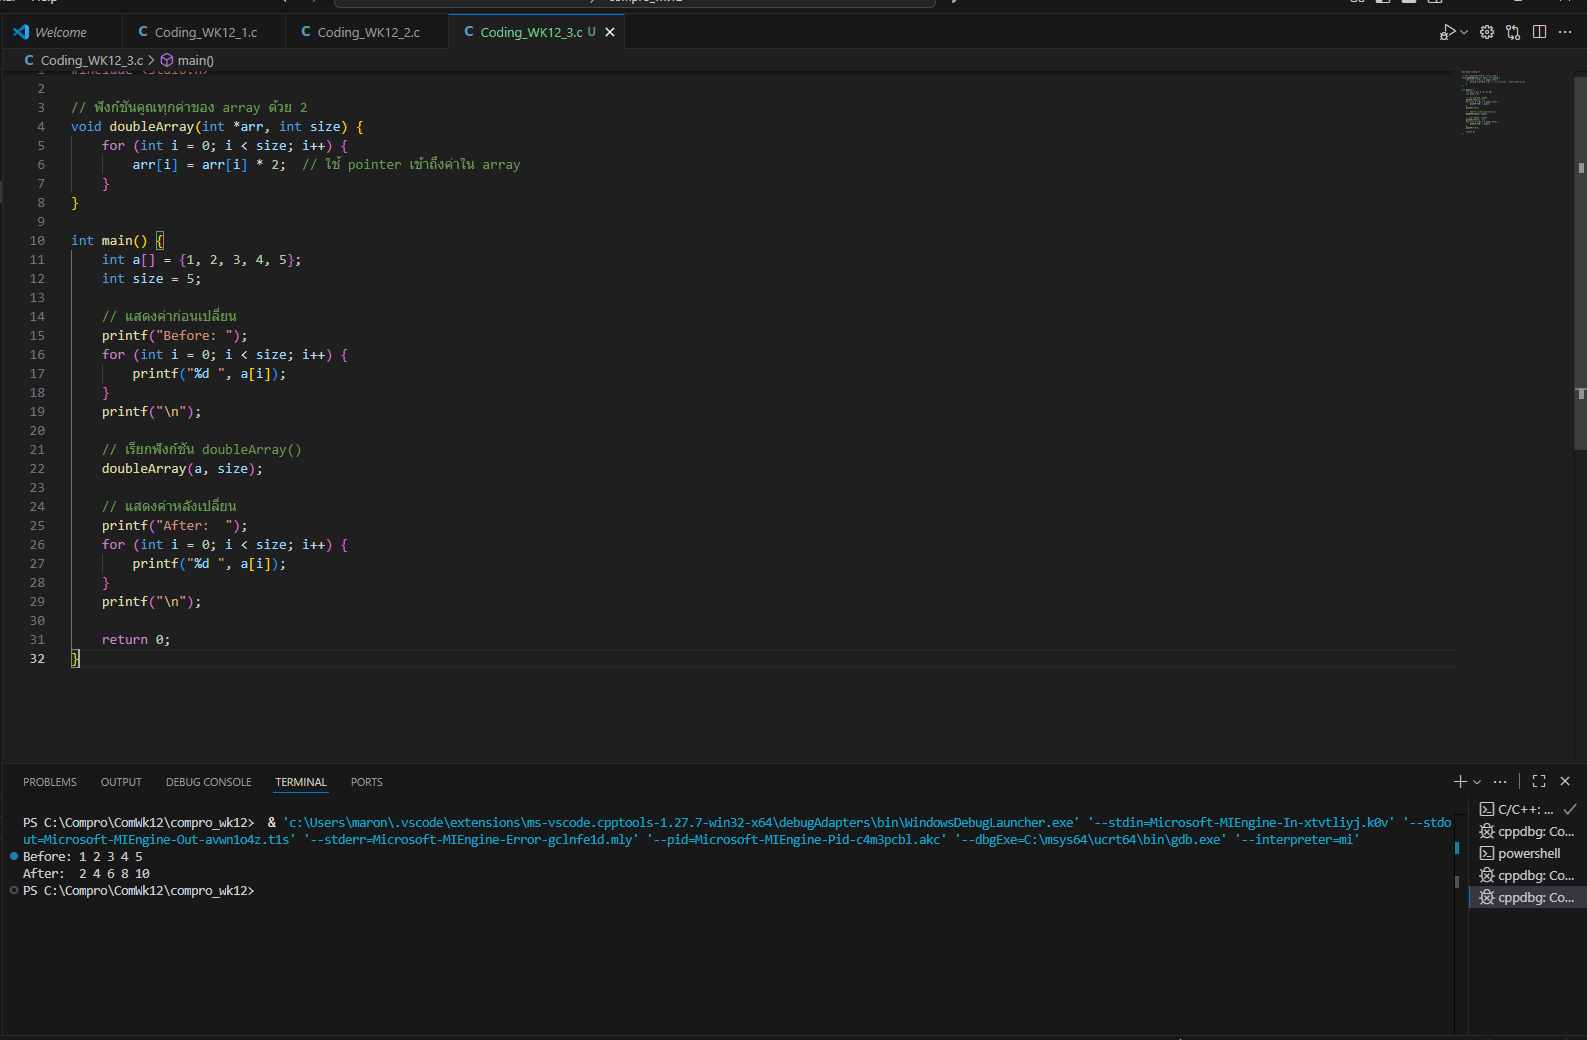 Welcome
C Coding_WK12_1.c
C Coding_WK12_2.c
C Coding_WK12_3.c U
C Coding_WK12_3.c > main()
1 #include <stdio.h>
2
3 // ฟังก์ชันคูณทุกค่าของ array ด้วย 2
4 void doubleArray(int *arr, int size) {
5 for (int i = 0; i < size; i++) {
6 arr[i] = arr[i] * 2; // ใช้ pointer เข้าถึงค่าใน array
7 }
8 }
9
10 int main() {
11 int a[] = {1, 2, 3, 4, 5};
12 int size = 5;
13
14 // แสดงค่าก่อนเปลี่ยน
15 printf("Before: ");
16 for (int i = 0; i < size; i++) {
17 printf("%d ", a[i]);
18 }
19 printf("\n");
20
21 // เรียกฟังก์ชัน doubleArray()
22 doubleArray(a, size);
23
24 // แสดงค่าหลังเปลี่ยน
25 printf("After:  ");
26 for (int i = 0; i < size; i++) {
27 printf("%d ", a[i]);
28 }
29 printf("\n");
30
31 return 0;
32 }
PROBLEMS OUTPUT DEBUG CONSOLE TERMINAL PORTS
PS C:\Compro\ComWk12\compro_wk12>  & 'c:\Users\maron\.vscode\extensions\ms-vscode.cpptools-1.27.7-win32-x64\debugAdapters\bin\WindowsDebugLauncher.exe' '--stdin=Microsoft-MIEngine-In-xtvtliyj.k0v' '--stdo
ut=Microsoft-MIEngine-Out-avwn1o4z.t1s' '--stderr=Microsoft-MIEngine-Error-gclnfe1d.mly' '--pid=Microsoft-MIEngine-Pid-c4m3pcbl.akc' '--dbgExe=C:\msys64\ucrt64\bin\gdb.exe' '--interpreter=mi'
Before: 1 2 3 4 5
After:  2 4 6 8 10
PS C:\Compro\ComWk12\compro_wk12>
C/C++: ...
cppdbg: Co...
powershell
cppdbg: Co...
cppdbg: Co...